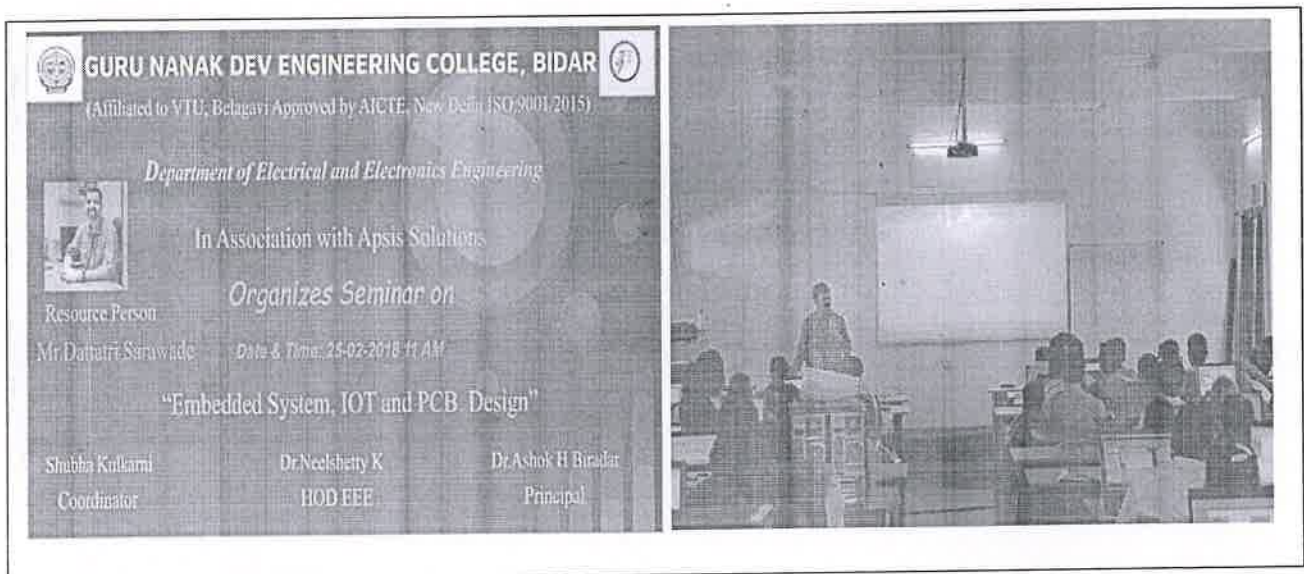 GURU NANAK DEV ENGINEERING COLLEGE, BIDAR
(Affiliated to VTU, Belagavi Approved by AICTE, New Delhi ISO 9001/2015)
Department of Electrical and Electronics Engineering
In Association with Apsis Solutions
Organizes Seminar on
Resource Person
Mr.Dattatri Sarawade
Date & Time: 25-02-2018 11 AM
“Embedded System, IOT and PCB Design”
Shubha Kulkarni
Dr.Neelshetty K
Dr.Ashok H Biradar
Coordinator
HOD EEE
Principal